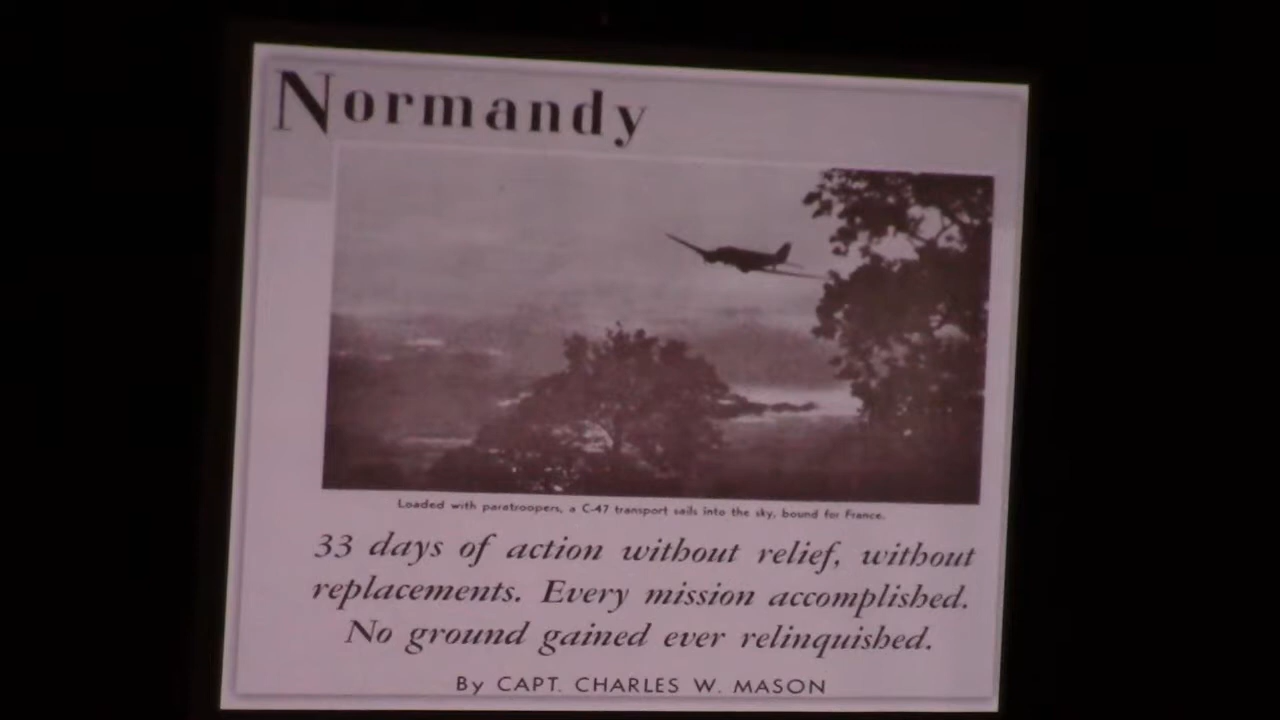 Normandy
Loaded with paratroopers, a C-47 transport sails into the sky, bound for France.
33 days of action without relief, without
replacements. Every mission accomplished.
No ground gained ever relinquished.
By CAPT. CHARLES W. MASON